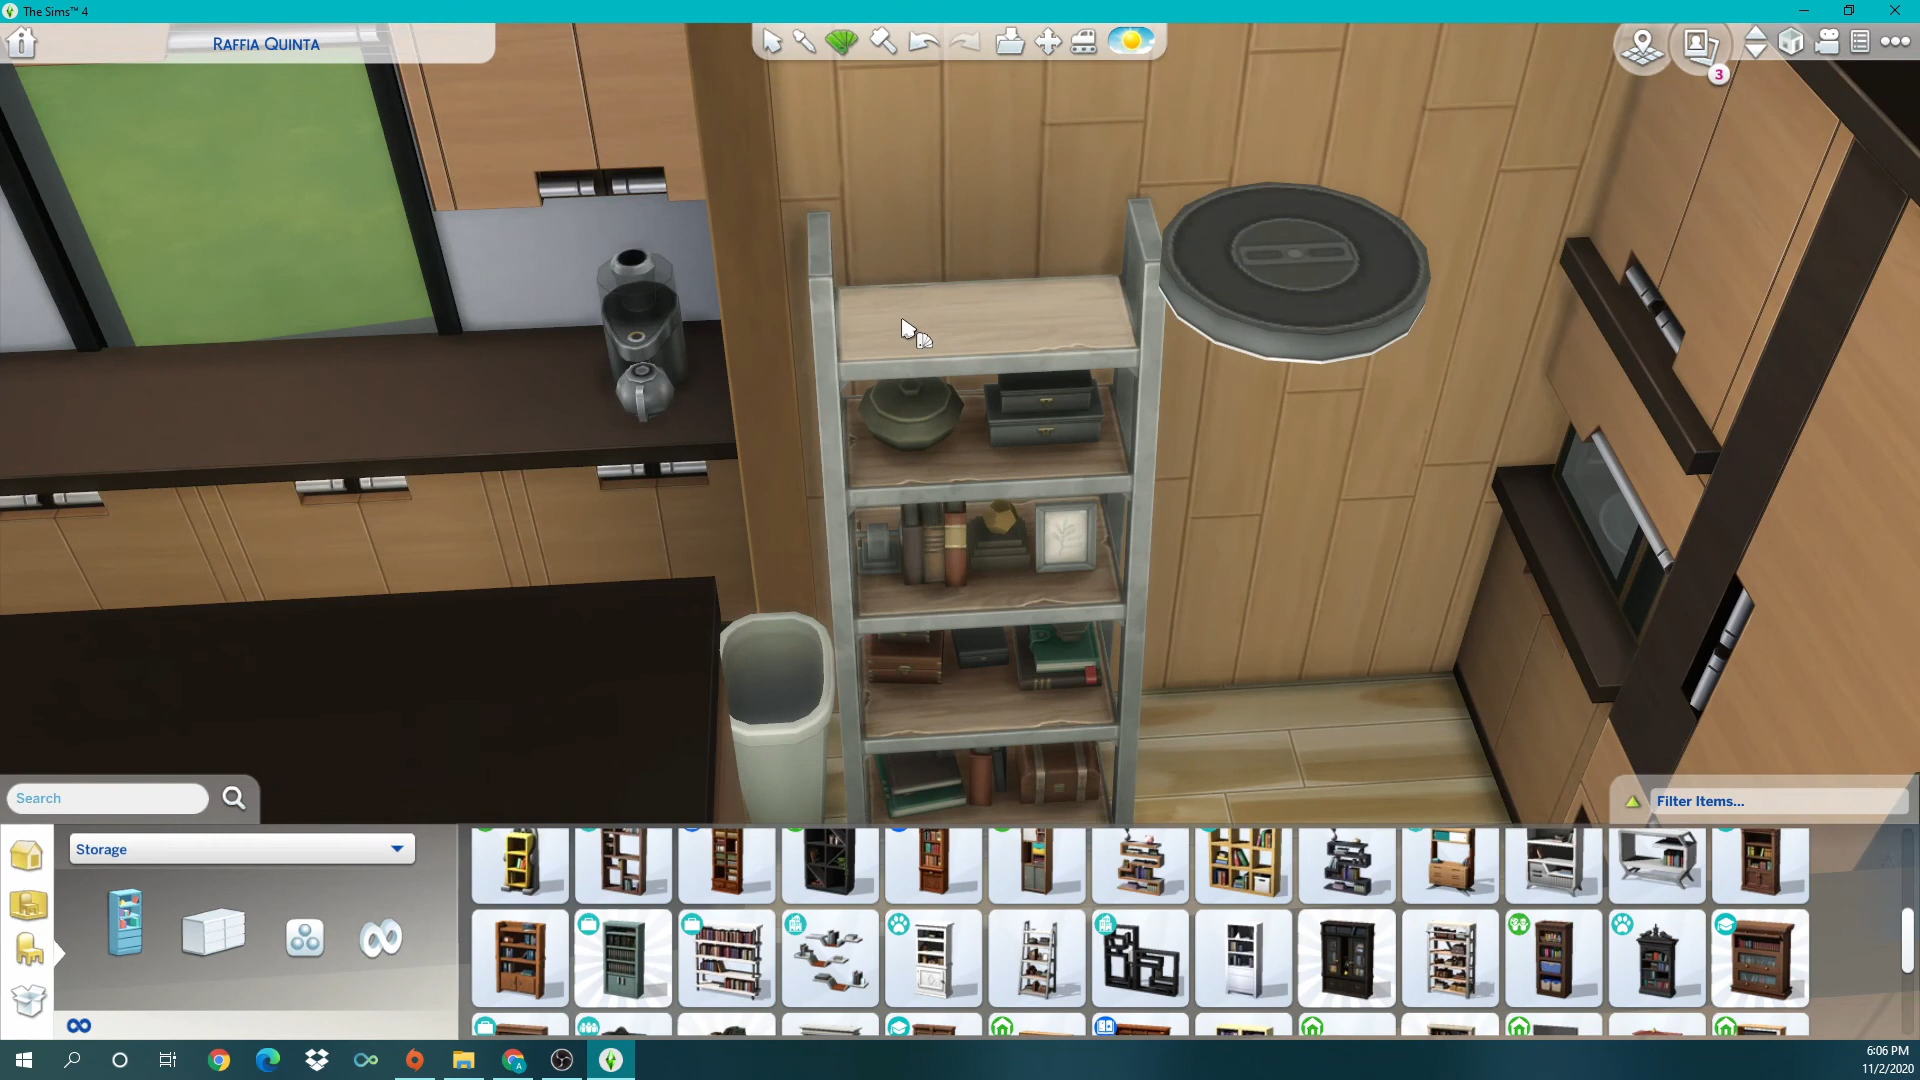 The Sims™ 4
RAFFIA QUINTA
3
Search
Filter Items...
Storage
6:06 PM
11/2/2020